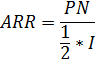 ARR = PN / (1/2 * I)